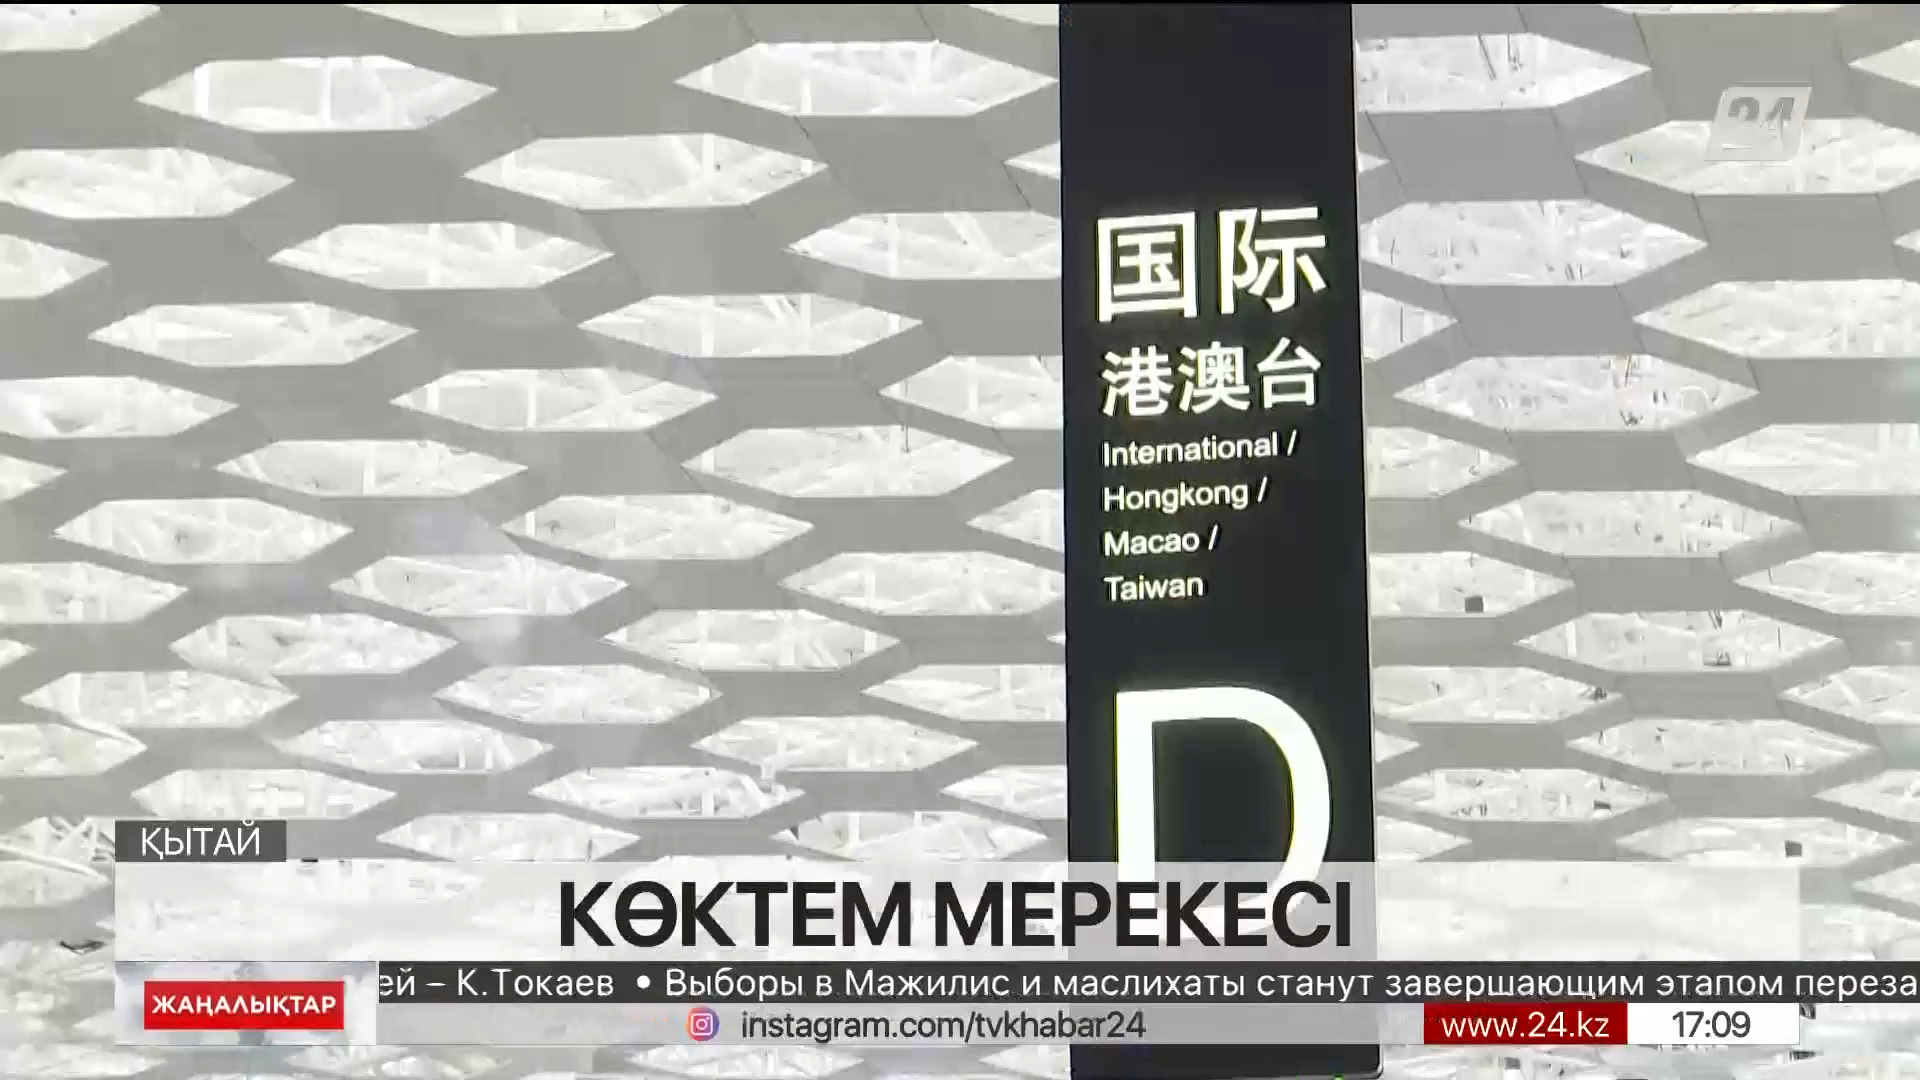 24
国际
港澳台
International /
Hongkong /
Macao /
Taiwan
D
ҚЫТАЙ
КӨКТЕМ МЕРЕКЕСІ
ей – К.Токаев • Выборы в Мажилис и маслихаты станут завершающим этапом переза
ЖАҢАЛЫҚТАР
instagram.com/tvkhabar24
www.24.kz
17:09